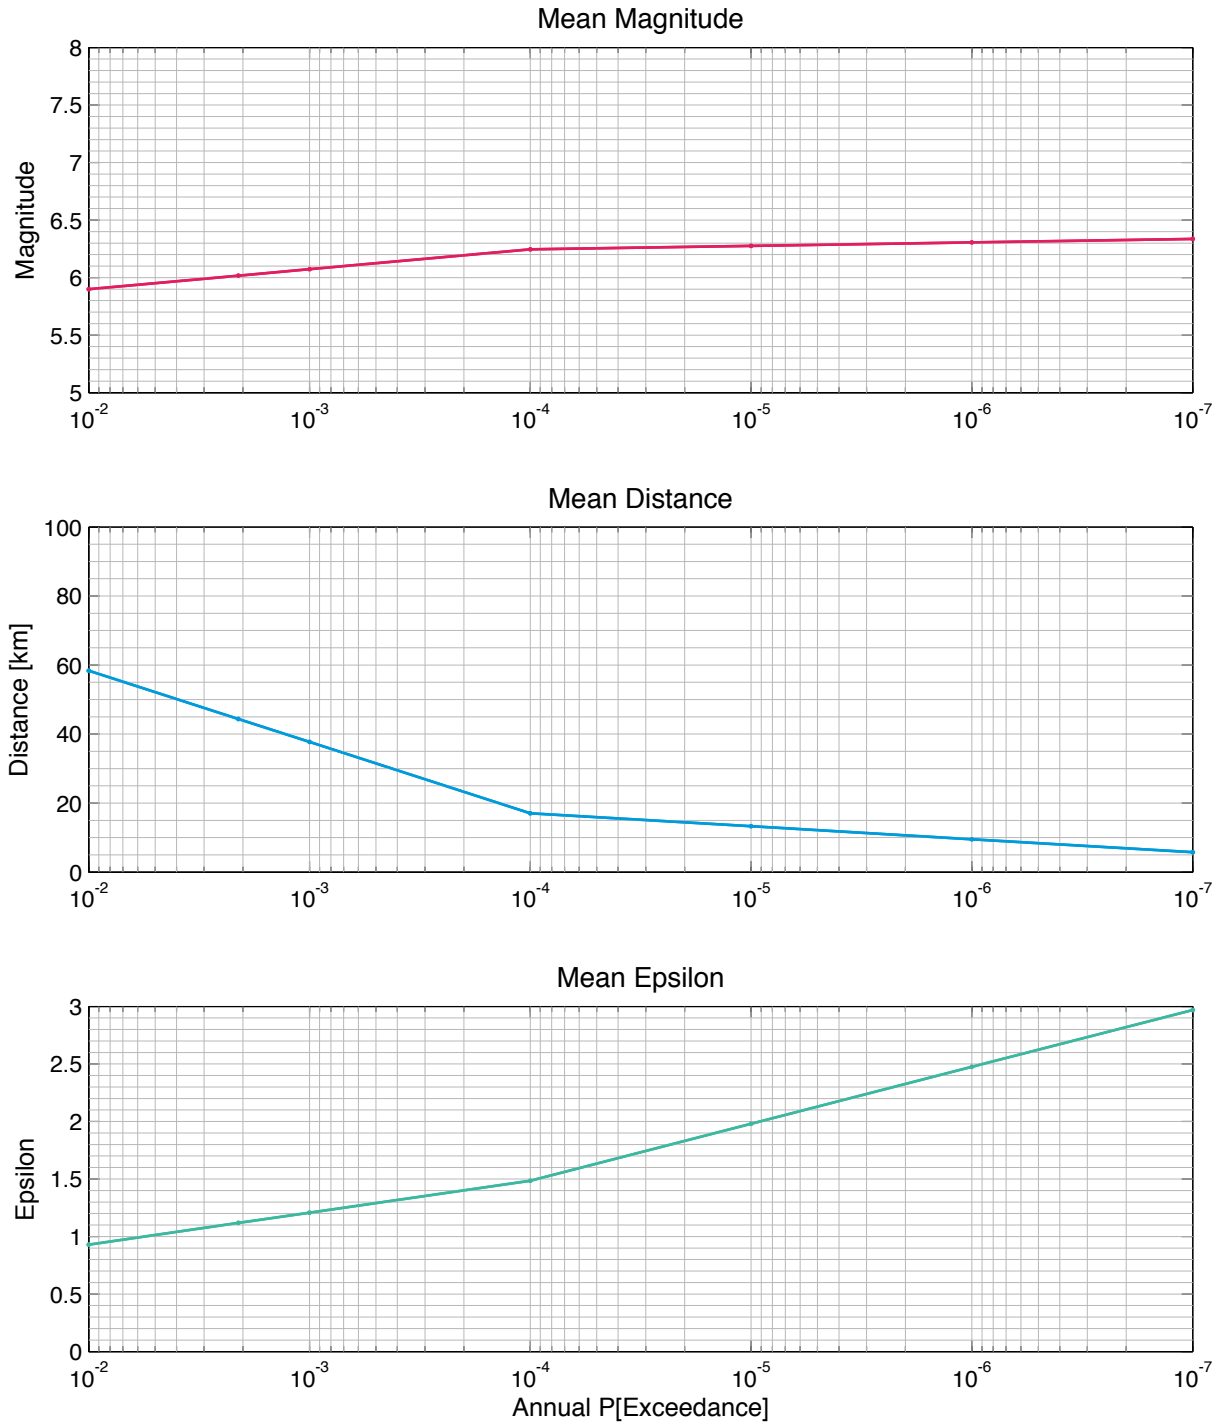 Mean Magnitude
Magnitude
8
7.5
7
6.5
6
5.5
5
10^-2 10^-3 10^-4 10^-5 10^-6 10^-7
Mean Distance
Distance [km]
100
80
60
40
20
0
10^-2 10^-3 10^-4 10^-5 10^-6 10^-7
Mean Epsilon
Epsilon
3
2.5
2
1.5
1
0.5
0
10^-2 10^-3 10^-4 10^-5 10^-6 10^-7
Annual P[Exceedance]